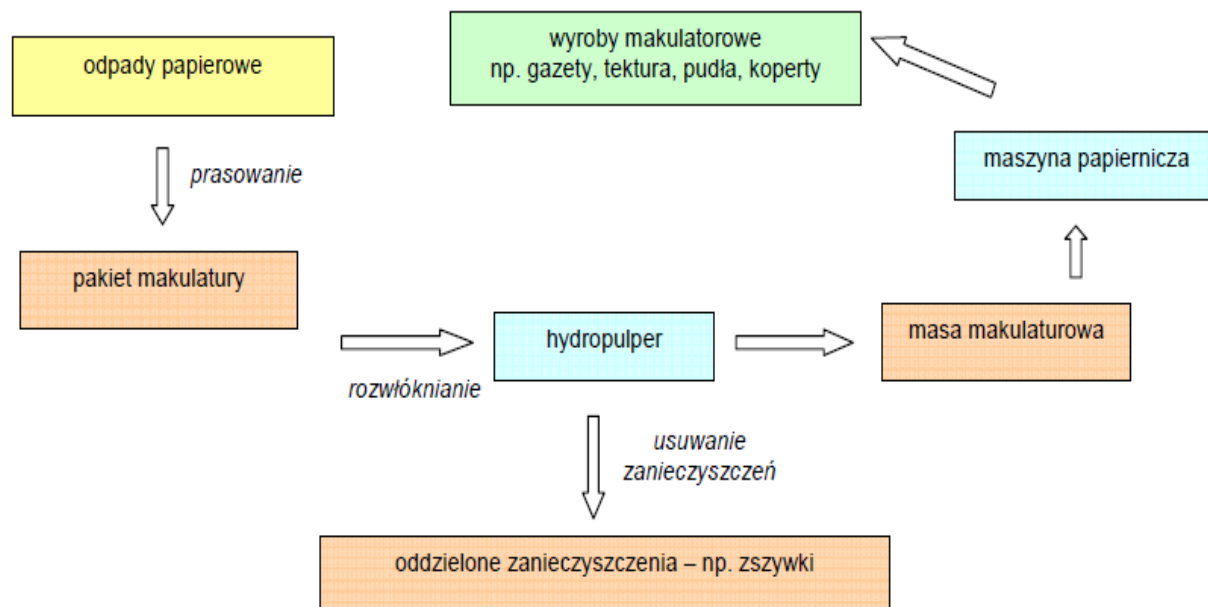 odpady papierowe
wyroby makulatorowe
np. gazety, tektura, pudła, koperty
prasowanie
maszyna papiernicza
pakiet makulatury
hydropulper
masa makulaturowa
rozwłóknianie
usuwanie
zanieczyszczeń
oddzielone zanieczyszczenia – np. zszywki